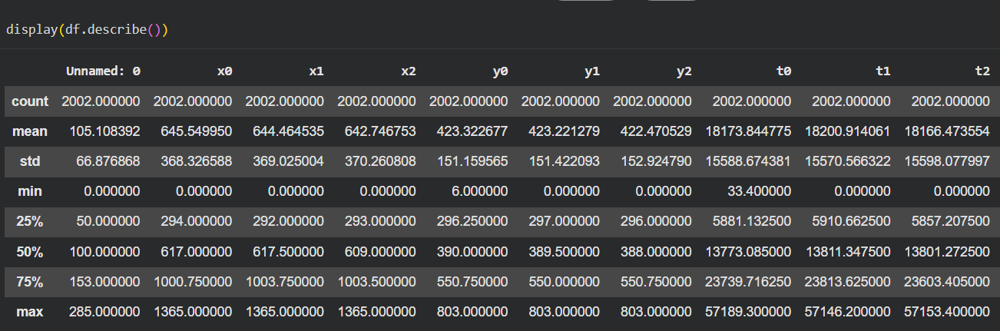 display(df.describe())
Unnamed: 0 x0 x1 x2 y0 y1 y2 t0 t1 t2
count 2002.000000 2002.000000 2002.000000 2002.000000 2002.000000 2002.000000 2002.000000 2002.000000 2002.000000 2002.000000
mean 105.108392 645.549950 644.464535 642.746753 423.322677 423.221279 422.470529 18173.844775 18200.914061 18166.473554
std 66.876868 368.326588 369.025004 370.260808 151.159565 151.422093 152.924790 15588.674381 15570.566322 15598.077997
min 0.000000 0.000000 0.000000 0.000000 6.000000 0.000000 0.000000 33.400000 0.000000 0.000000
25% 50.000000 294.000000 292.000000 293.000000 296.250000 297.000000 296.000000 5881.132500 5910.662500 5857.207500
50% 100.000000 617.000000 617.500000 609.000000 390.000000 389.500000 388.000000 13773.085000 13811.347500 13801.272500
75% 153.000000 1000.750000 1003.750000 1003.500000 550.750000 550.000000 550.750000 23739.716250 23813.625000 23603.405000
max 285.000000 1365.000000 1365.000000 1365.000000 803.000000 803.000000 803.000000 57189.300000 57146.200000 57153.400000